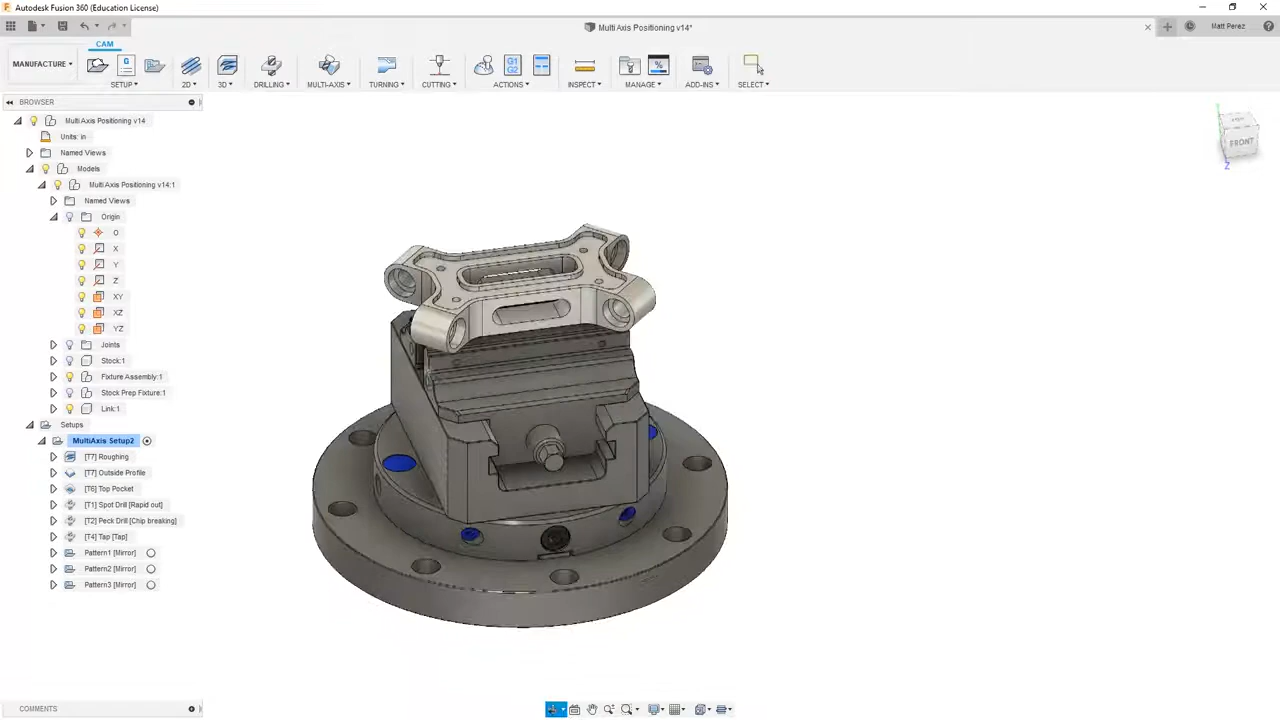 Autodesk Fusion 360 (Education License)
Multi Axis Positioning v14*
Matt Perez
CAM
MANUFACTURE
SETUP
2D
3D
DRILLING
MULTI-AXIS
TURNING
CUTTING
ACTIONS
INSPECT
MANAGE
ADD-INS
SELECT
G
G1
G2
%
BROWSER
Multi Axis Positioning v14
Units: in
Named Views
Models
Multi Axis Positioning v14:1
Named Views
Origin
O
X
Y
Z
XY
XZ
YZ
Joints
Stock:1
Fixture Assembly:1
Stock Prep Fixture:1
Link:1
Setups
MultiAxis Setup2
[T7] Roughing
[T7] Outside Profile
[T6] Top Pocket
[T1] Spot Drill [Rapid out]
[T2] Peck Drill [Chip breaking]
[T4] Tap [Tap]
Pattern1 [Mirror]
Pattern2 [Mirror]
Pattern3 [Mirror]
FRONT
Z
COMMENTS